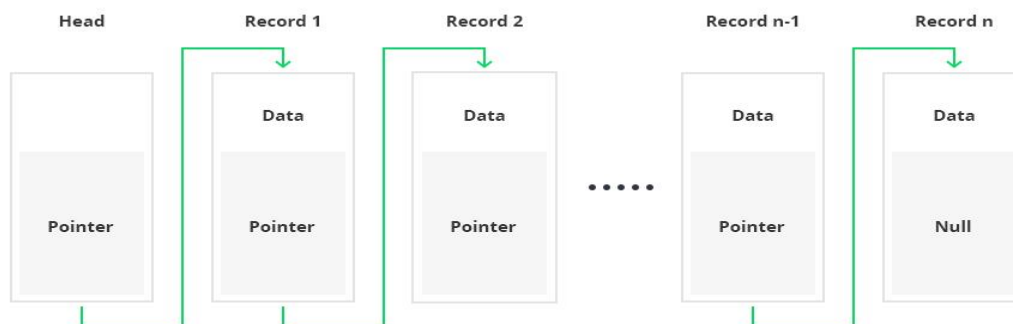 Head Record 1 Record 2 Record n-1 Record n
Data Data Data Data
Pointer Pointer Pointer Pointer Null